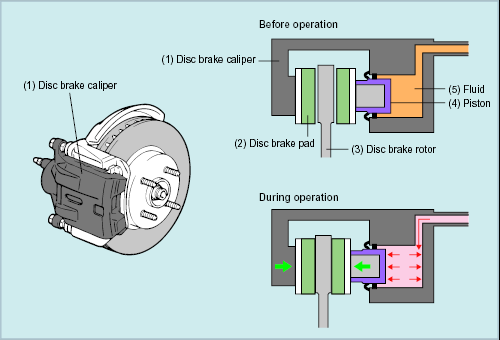 Before operation
(1) Disc brake caliper
(1) Disc brake caliper
(5) Fluid
(4) Piston
(2) Disc brake pad
(3) Disc brake rotor
During operation